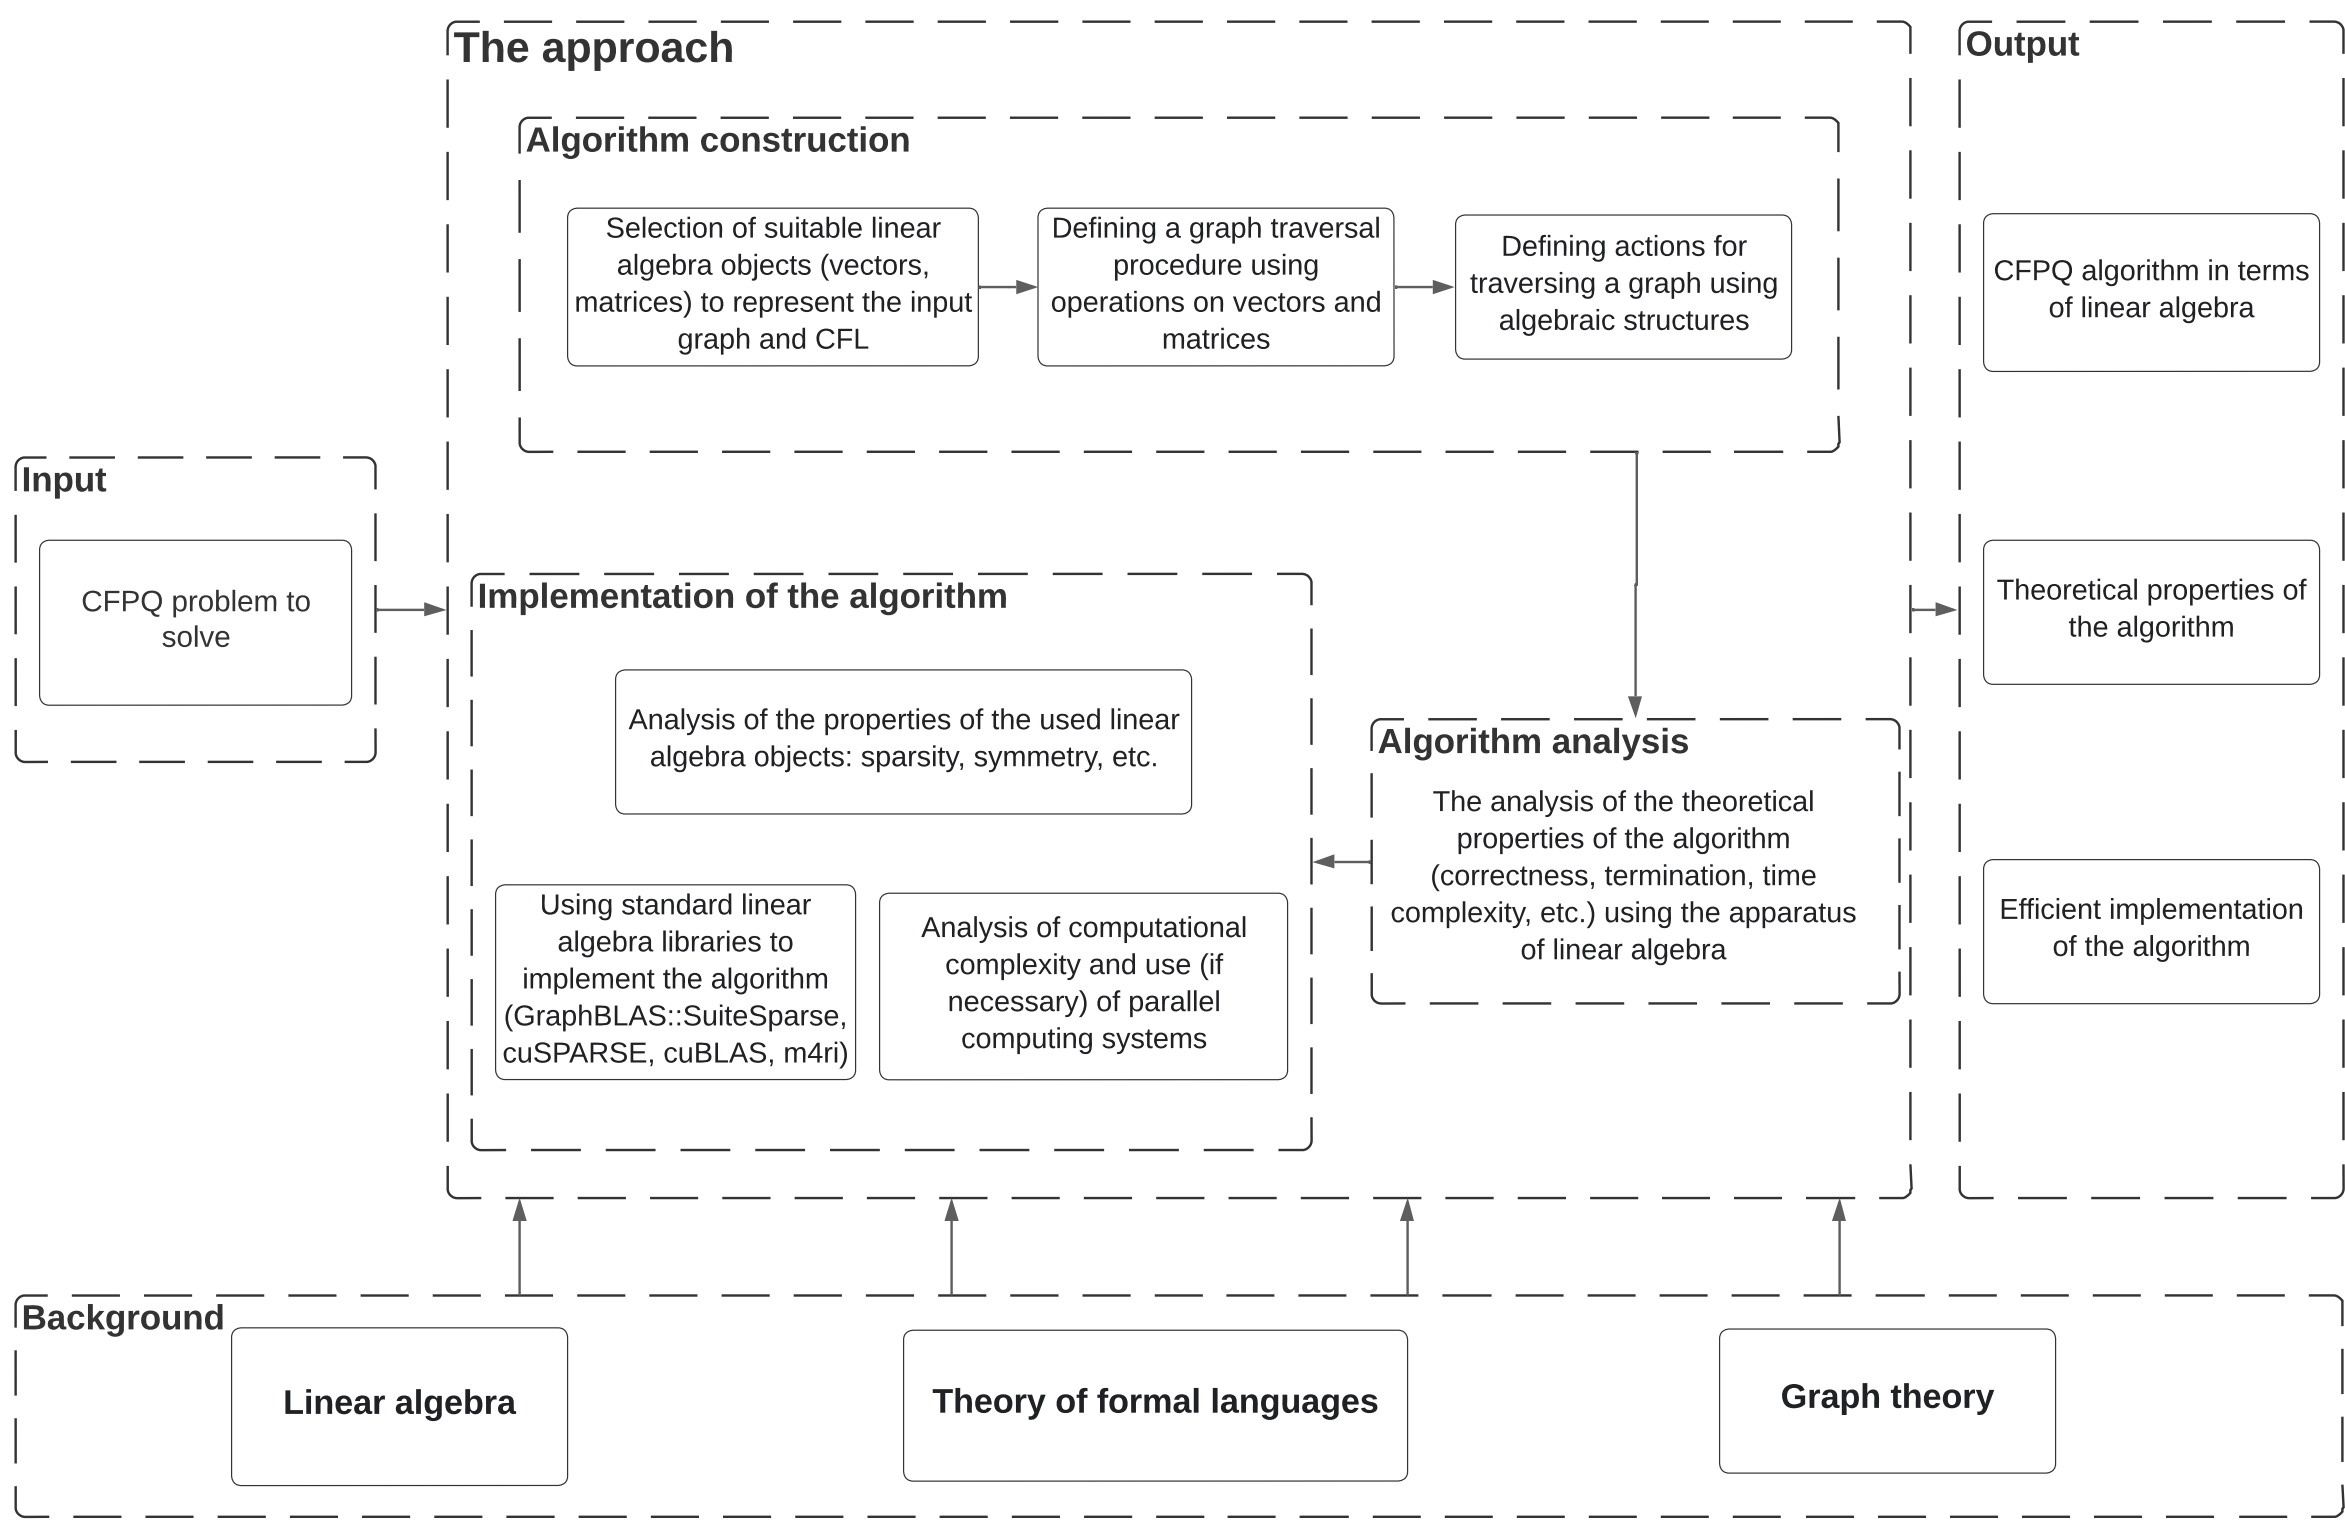 The approach
Algorithm construction
Selection of suitable linear
algebra objects (vectors,
matrices) to represent the input
graph and CFL
Defining a graph traversal
procedure using
operations on vectors and
matrices
Defining actions for
traversing a graph using
algebraic structures
Input
CFPQ problem to
solve
Implementation of the algorithm
Analysis of the properties of the used linear
algebra objects: sparsity, symmetry, etc.
Using standard linear
algebra libraries to
implement the algorithm
(GraphBLAS::SuiteSparse,
cuSPARSE, cuBLAS, m4ri)
Analysis of computational
complexity and use (if
necessary) of parallel
computing systems
Algorithm analysis
The analysis of the theoretical
properties of the algorithm
(correctness, termination, time
complexity, etc.) using the apparatus
of linear algebra
Output
CFPQ algorithm in terms
of linear algebra
Theoretical properties of
the algorithm
Efficient implementation
of the algorithm
Background
Linear algebra
Theory of formal languages
Graph theory